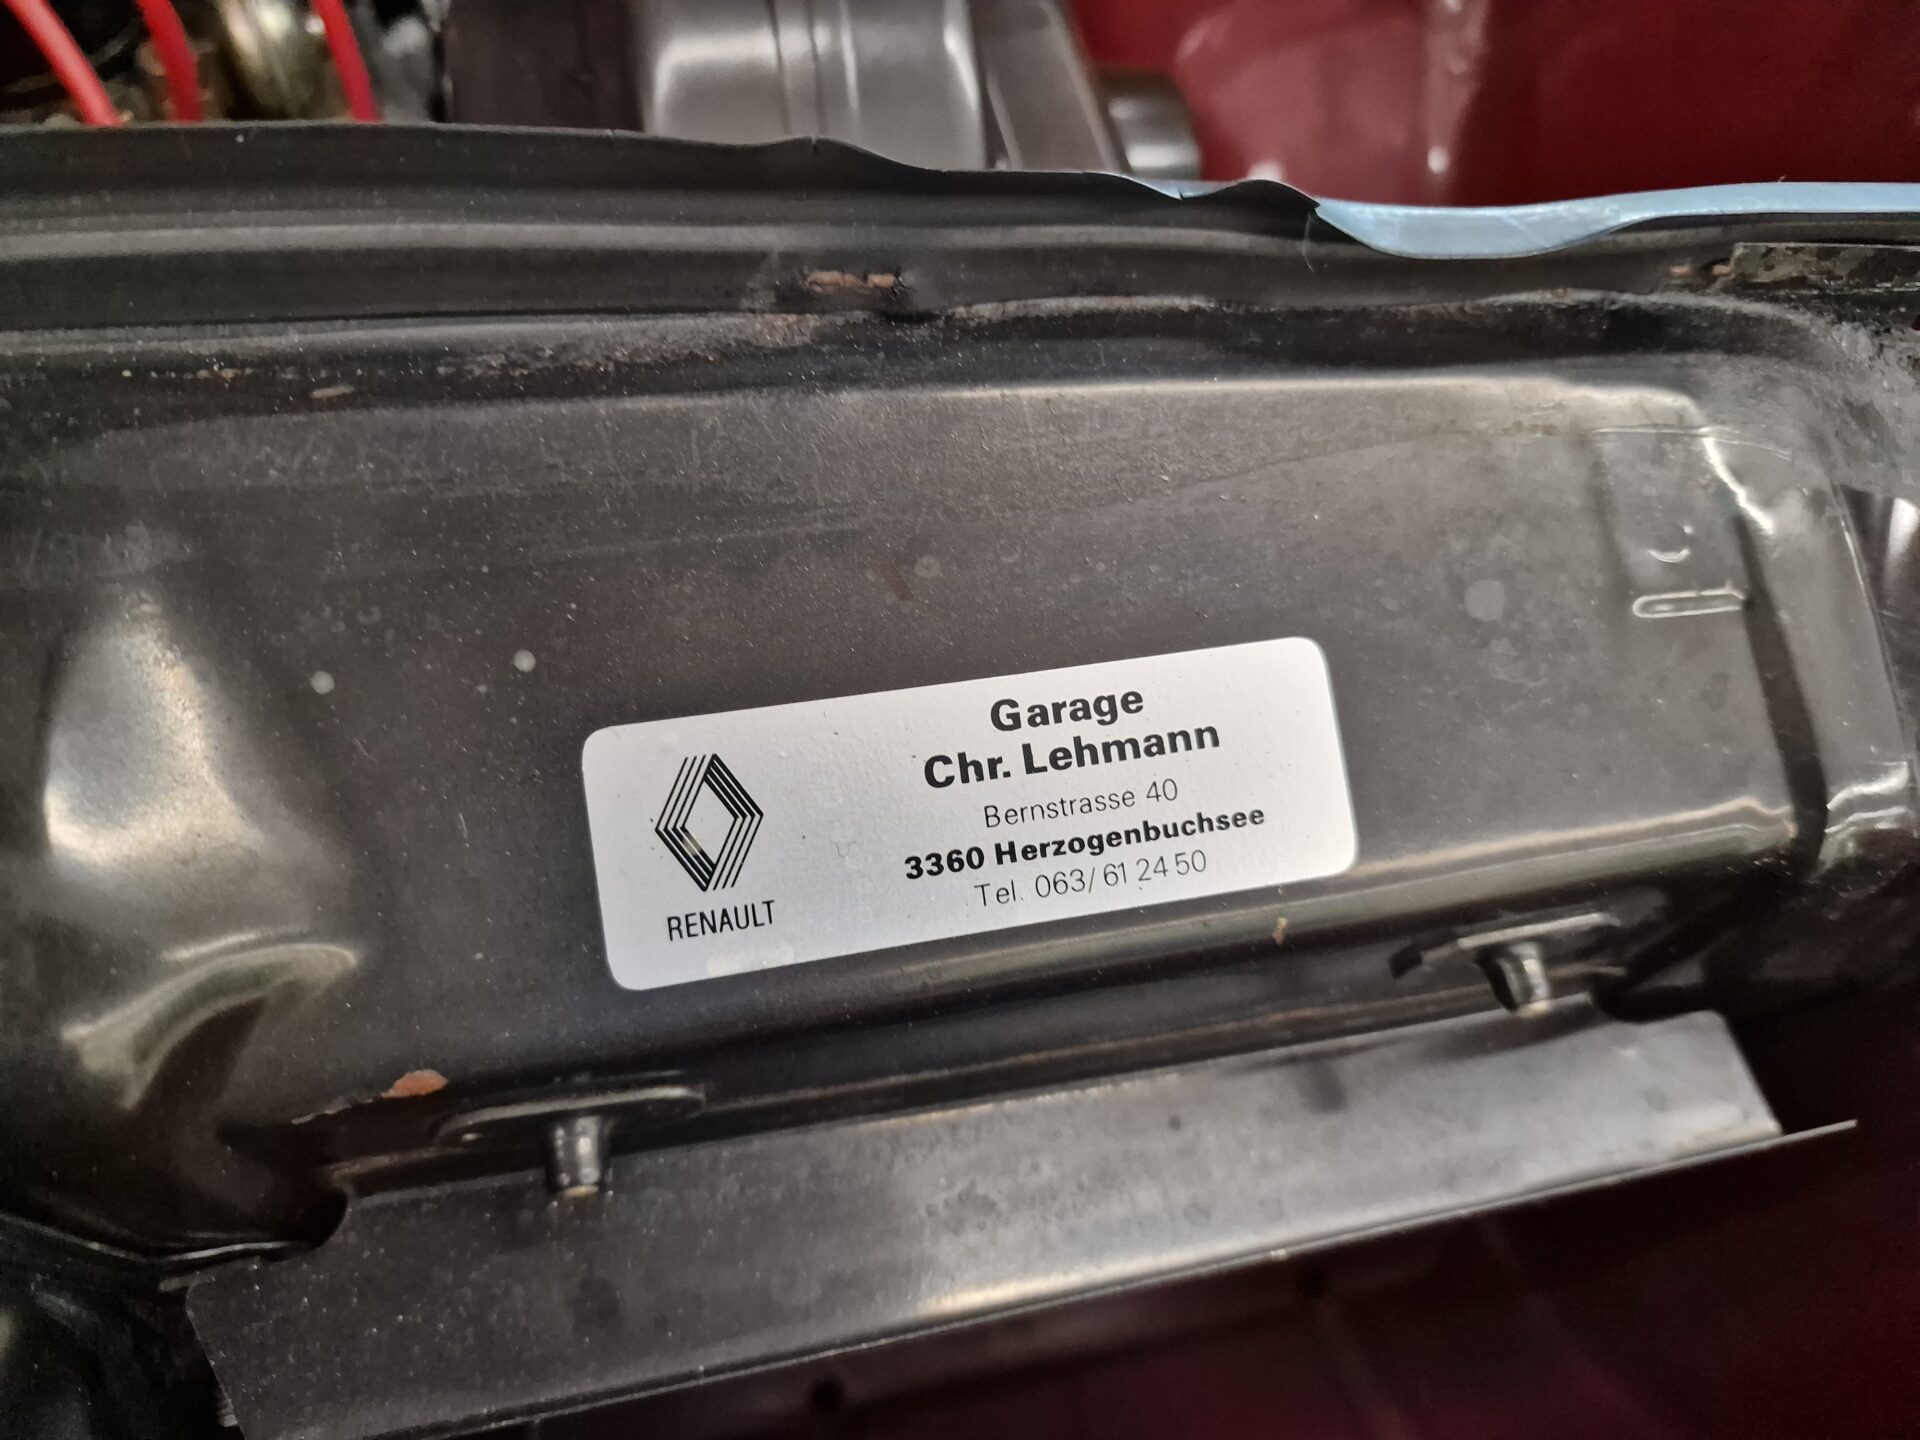 Garage
Chr. Lehmann
Bernstrasse 40
3360 Herzogenbuchsee
Tel. 063/61 24 50
RENAULT